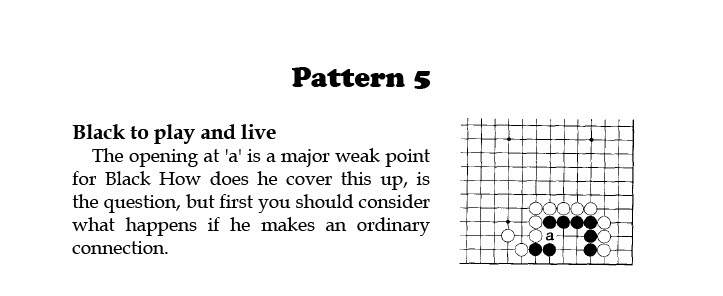 Pattern 5
Black to play and live
The opening at 'a' is a major weak point
for Black How does he cover this up, is
the question, but first you should consider
what happens if he makes an ordinary
connection.
a